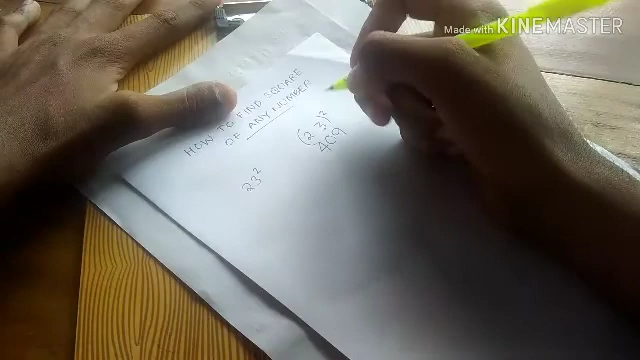 Made with KINEMASTER
HOW TO FIND SQUARE
OF ANY NUMBER
(2 3)²
409
23²